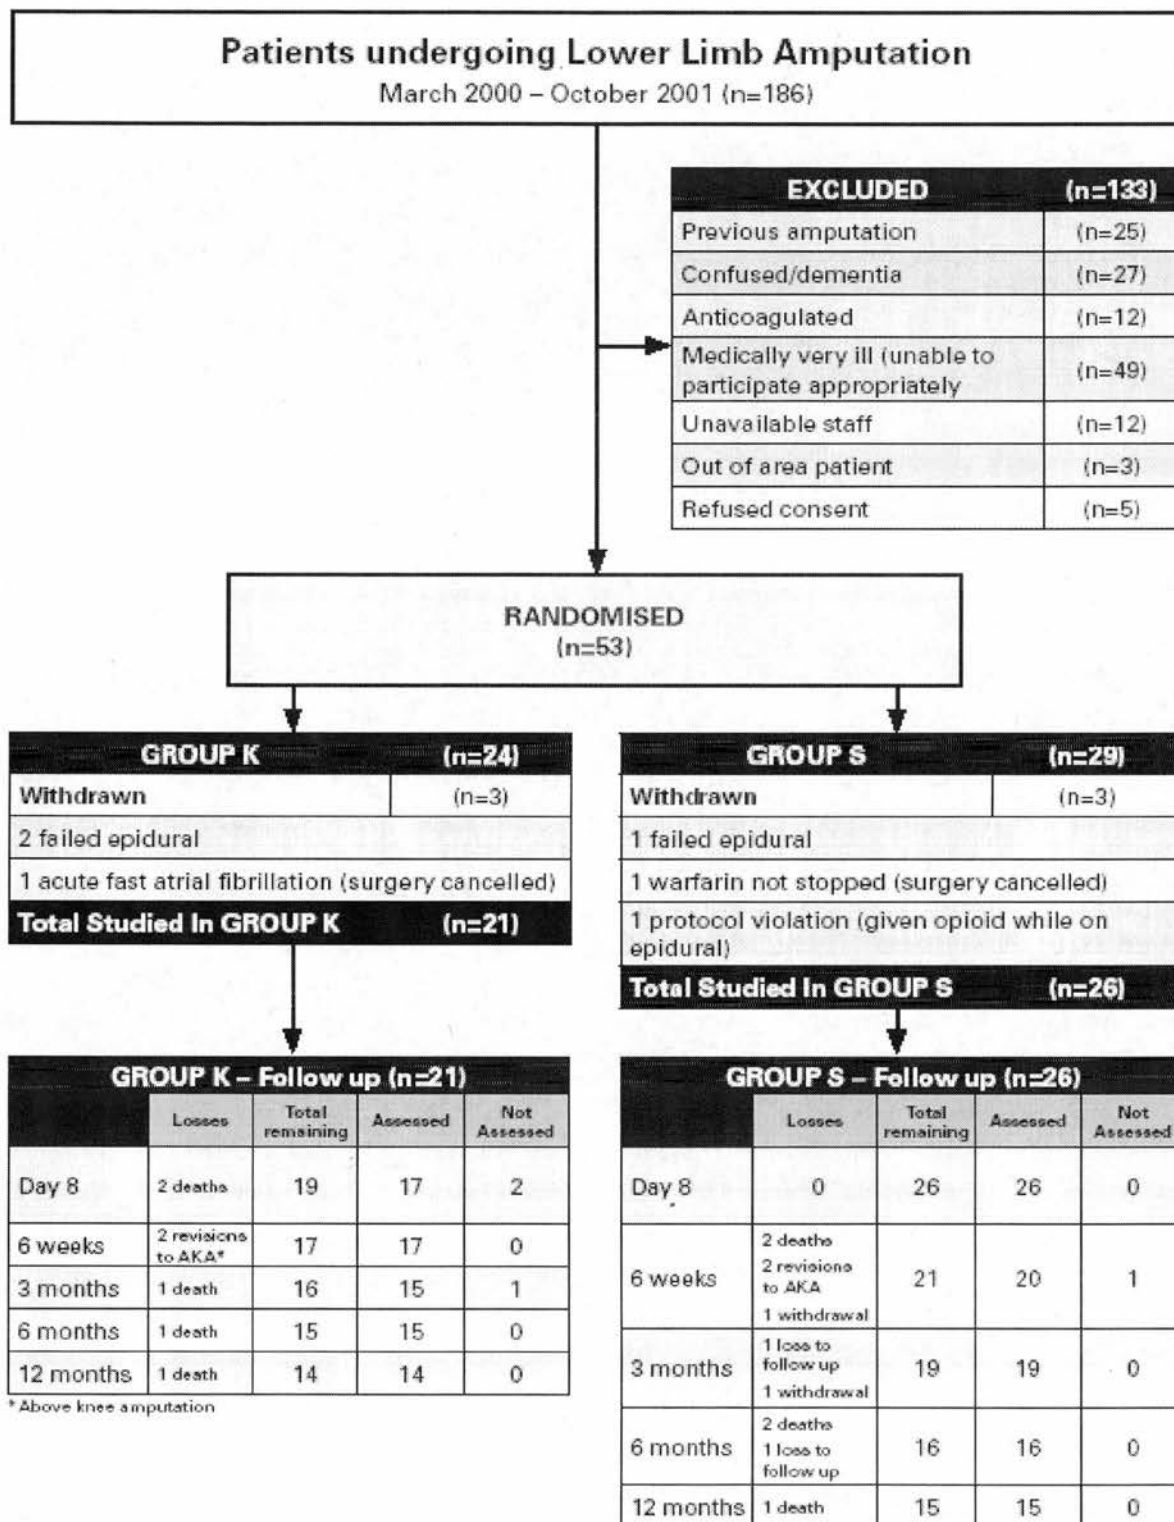 Patients undergoing Lower Limb Amputation
March 2000 – October 2001 (n=186)
EXCLUDED (n=133)
Previous amputation (n=25)
Confused/dementia (n=27)
Anticoagulated (n=12)
Medically very ill (unable to
participate appropriately (n=49)
Unavailable staff (n=12)
Out of area patient (n=3)
Refused consent (n=5)
RANDOMISED
(n=53)
GROUP K (n=24)
Withdrawn (n=3)
2 failed epidural
1 acute fast atrial fibrillation (surgery cancelled)
Total Studied In GROUP K (n=21)
GROUP S (n=29)
Withdrawn (n=3)
1 failed epidural
1 warfarin not stopped (surgery cancelled)
1 protocol violation (given opioid while on
epidural)
Total Studied In GROUP S (n=26)
GROUP K – Follow up (n=21)
Losses Total remaining Assessed Not Assessed
Day 8 2 deaths 19 17 2
6 weeks 2 revisions to AKA* 17 17 0
3 months 1 death 16 15 1
6 months 1 death 15 15 0
12 months 1 death 14 14 0
* Above knee amputation
GROUP S – Follow up (n=26)
Losses Total remaining Assessed Not Assessed
Day 8 0 26 26 0
6 weeks 2 deaths 2 revisions to AKA 1 withdrawal 21 20 1
3 months 1 loss to follow up 1 withdrawal 19 19 0
6 months 2 deaths 1 loss to follow up 16 16 0
12 months 1 death 15 15 0